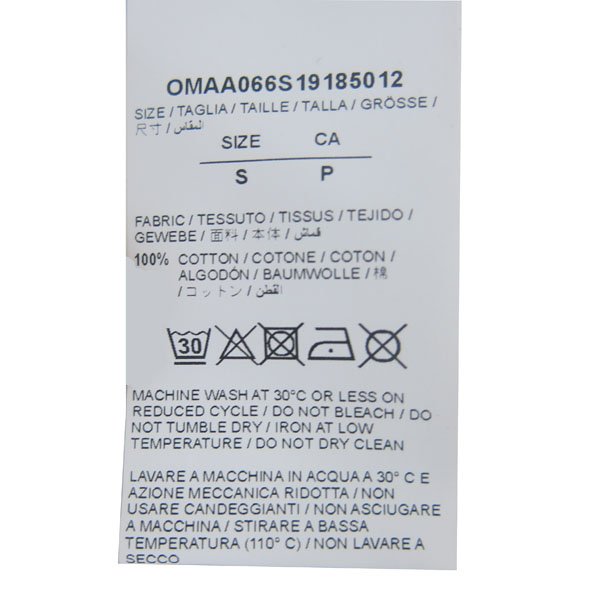 OMAA066S19185012
SIZE / TAGLIA / TAILLE / TALLA / GRÖSSE /
尺寸 / المقاس
SIZE CA
S P
FABRIC / TESSUTO / TISSUS / TEJIDO /
GEWEBE / 面料 / 本体 / قماش
100% COTTON / COTONE / COTON /
ALGODÓN / BAUMWOLLE / 棉
/ コットン / القطن
30
MACHINE WASH AT 30°C OR LESS ON
REDUCED CYCLE / DO NOT BLEACH / DO
NOT TUMBLE DRY / IRON AT LOW
TEMPERATURE / DO NOT DRY CLEAN
LAVARE A MACCHINA IN ACQUA A 30° C E
AZIONE MECCANICA RIDOTTA / NON
USARE CANDEGGIANTI / NON ASCIUGARE
A MACCHINA / STIRARE A BASSA
TEMPERATURA (110° C) / NON LAVARE A
SECCO